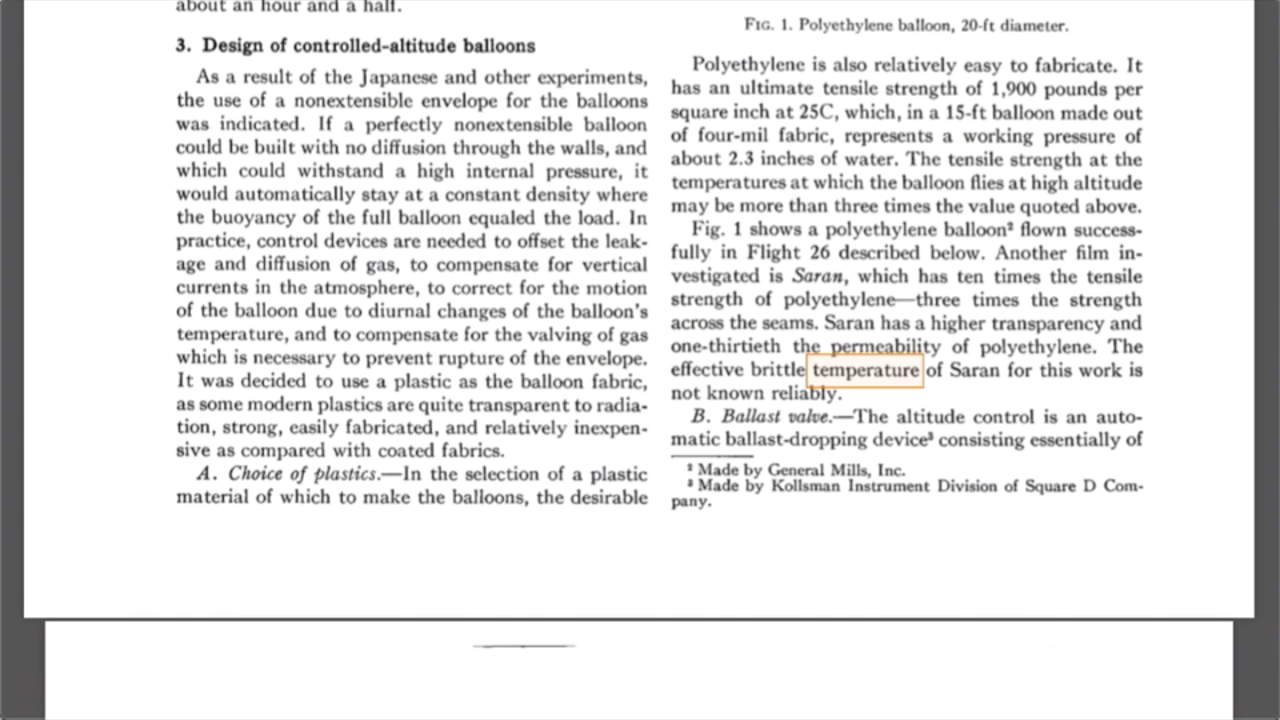 about an hour and a half.
3. Design of controlled-altitude balloons
As a result of the Japanese and other experiments,
the use of a nonextensible envelope for the balloons
was indicated. If a perfectly nonextensible balloon
could be built with no diffusion through the walls, and
which could withstand a high internal pressure, it
would automatically stay at a constant density where
the buoyancy of the full balloon equaled the load. In
practice, control devices are needed to offset the leak-
age and diffusion of gas, to compensate for vertical
currents in the atmosphere, to correct for the motion
of the balloon due to diurnal changes of the balloon's
temperature, and to compensate for the valving of gas
which is necessary to prevent rupture of the envelope.
It was decided to use a plastic as the balloon fabric,
as some modern plastics are quite transparent to radia-
tion, strong, easily fabricated, and relatively inexpen-
sive as compared with coated fabrics.
A. Choice of plastics.—In the selection of a plastic
material of which to make the balloons, the desirable
FIG. 1. Polyethylene balloon, 20-ft diameter.
Polyethylene is also relatively easy to fabricate. It
has an ultimate tensile strength of 1,900 pounds per
square inch at 25C, which, in a 15-ft balloon made out
of four-mil fabric, represents a working pressure of
about 2.3 inches of water. The tensile strength at the
temperatures at which the balloon flies at high altitude
may be more than three times the value quoted above.
Fig. 1 shows a polyethylene balloon² flown success-
fully in Flight 26 described below. Another film in-
vestigated is Saran, which has ten times the tensile
strength of polyethylene—three times the strength
across the seams. Saran has a higher transparency and
one-thirtieth the permeability of polyethylene. The
effective brittle temperature of Saran for this work is
not known reliably.
B. Ballast valve.—The altitude control is an auto-
matic ballast-dropping device³ consisting essentially of
² Made by General Mills, Inc.
³ Made by Kollsman Instrument Division of Square D Com-
pany.